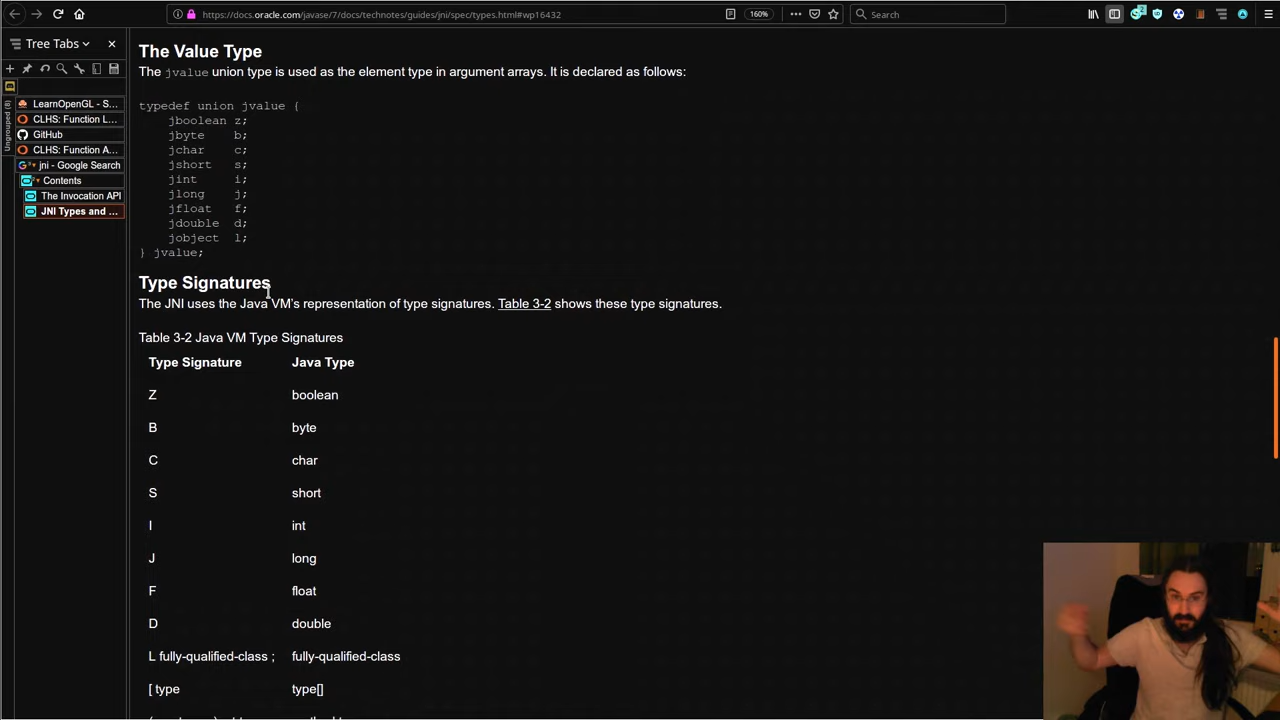 https://docs.oracle.com/javase/7/docs/technotes/guides/jni/spec/types.html#wp16432
160%
Search
Tree Tabs
Ungrouped (8)
LearnOpenGL - S...
CLHS: Function L...
GitHub
CLHS: Function A...
jni - Google Search
Contents
The Invocation API
JNI Types and ...
The Value Type
The jvalue union type is used as the element type in argument arrays. It is declared as follows:
typedef union jvalue {
jboolean z;
jbyte b;
jchar c;
jshort s;
jint i;
jlong j;
jfloat f;
jdouble d;
jobject l;
} jvalue;
Type Signatures
The JNI uses the Java VM's representation of type signatures. Table 3-2 shows these type signatures.
Table 3-2 Java VM Type Signatures
Type Signature Java Type
Z boolean
B byte
C char
S short
I int
J long
F float
D double
L fully-qualified-class ; fully-qualified-class
[ type type[]